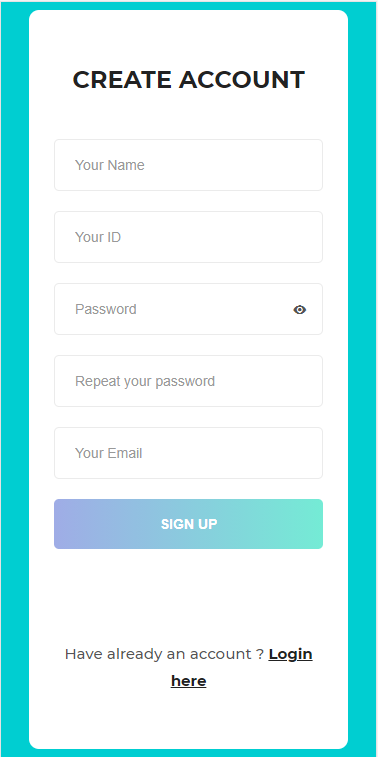 CREATE ACCOUNT
Your Name
Your ID
Password
Repeat your password
Your Email
SIGN UP
Have already an account ? Login
here